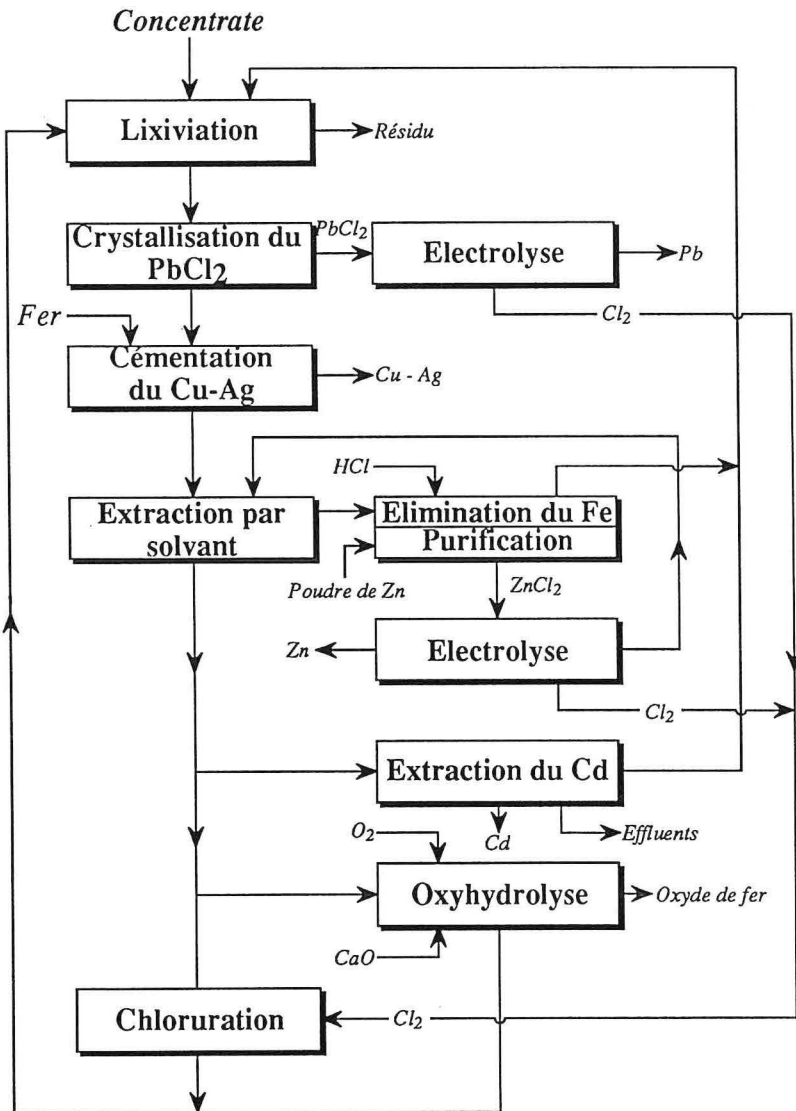 Concentrate
Lixiviation
Résidu
Crystallisation du
PbCl2
PbCl2
Electrolyse
Pb
Cl2
Fer
Cémentation
du Cu-Ag
Cu - Ag
HCl
Extraction par
solvant
Elimination du Fe
Purification
Poudre de Zn
ZnCl2
Zn
Electrolyse
Cl2
Extraction du Cd
O2
Cd
Effluents
Oxyhydrolyse
Oxyde de fer
CaO
Chloruration
Cl2